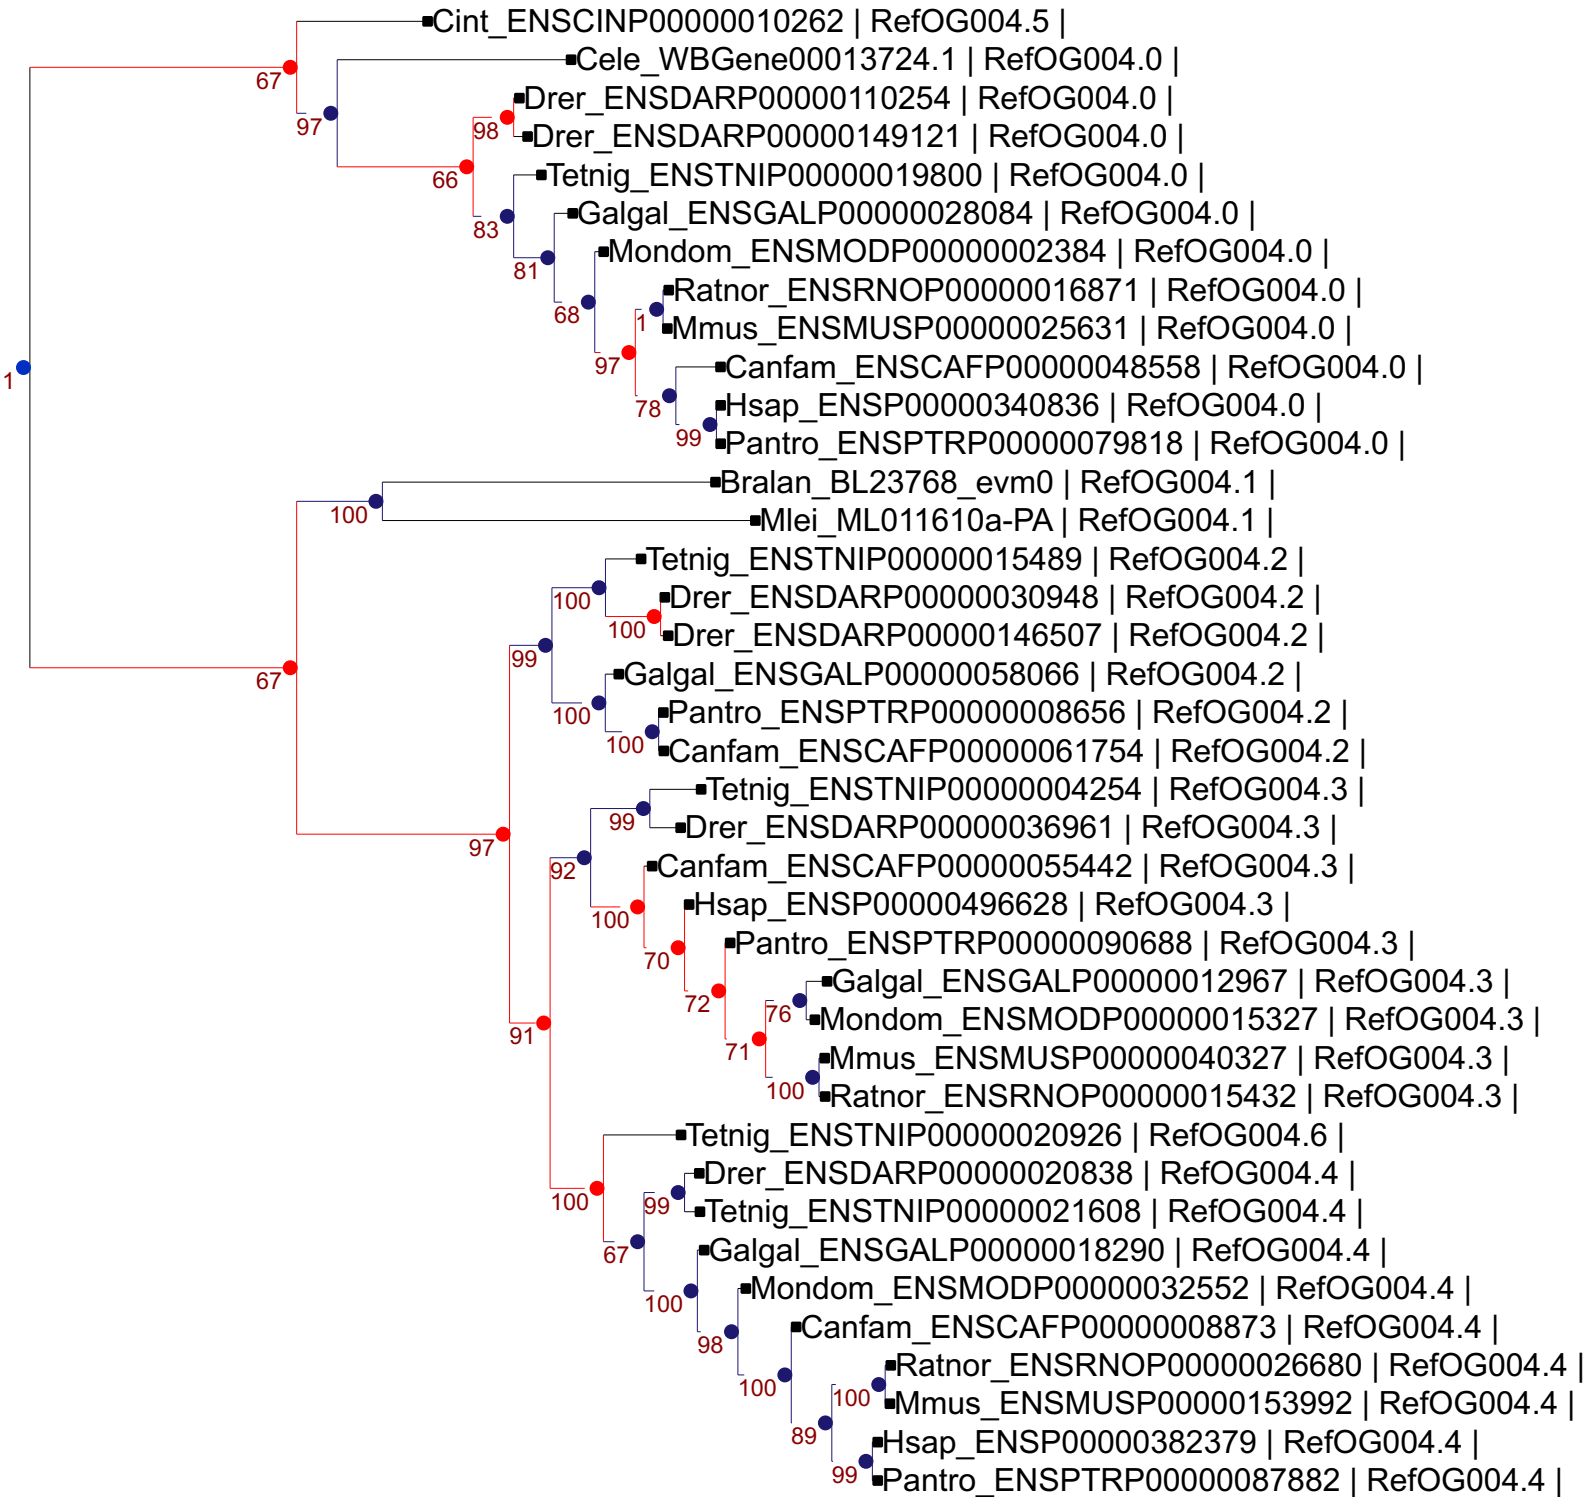 Cint_ENSCINP00000010262 | RefOG004.5 |
67
Cele_WBGene00013724.1 | RefOG004.0 |
97
Drer_ENSDARP00000110254 | RefOG004.0 |
98
Drer_ENSDARP00000149121 | RefOG004.0 |
66
Tetnig_ENSTNIP00000019800 | RefOG004.0 |
83
Galgal_ENSGALP00000028084 | RefOG004.0 |
81
Mondom_ENSMODP00000002384 | RefOG004.0 |
68
Ratnor_ENSRNOP00000016871 | RefOG004.0 |
1
Mmus_ENSMUSP00000025631 | RefOG004.0 |
97
Canfam_ENSCAFP00000048558 | RefOG004.0 |
1
78
Hsap_ENSP00000340836 | RefOG004.0 |
99
Pantro_ENSPTRP00000079818 | RefOG004.0 |
Bralan_BL23768_evm0 | RefOG004.1 |
100
Mlei_ML011610a-PA | RefOG004.1 |
Tetnig_ENSTNIP00000015489 | RefOG004.2 |
100
Drer_ENSDARP00000030948 | RefOG004.2 |
100
Drer_ENSDARP00000146507 | RefOG004.2 |
99
67
Galgal_ENSGALP00000058066 | RefOG004.2 |
100
Pantro_ENSPTRP00000008656 | RefOG004.2 |
100
Canfam_ENSCAFP00000061754 | RefOG004.2 |
Tetnig_ENSTNIP00000004254 | RefOG004.3 |
99
Drer_ENSDARP00000036961 | RefOG004.3 |
97
92
Canfam_ENSCAFP00000055442 | RefOG004.3 |
100
Hsap_ENSP00000496628 | RefOG004.3 |
70
Pantro_ENSPTRP00000090688 | RefOG004.3 |
72
Galgal_ENSGALP00000012967 | RefOG004.3 |
76
Mondom_ENSMODP00000015327 | RefOG004.3 |
91
71
Mmus_ENSMUSP00000040327 | RefOG004.3 |
100
Ratnor_ENSRNOP00000015432 | RefOG004.3 |
Tetnig_ENSTNIP00000020926 | RefOG004.6 |
100
Drer_ENSDARP00000020838 | RefOG004.4 |
99
Tetnig_ENSTNIP00000021608 | RefOG004.4 |
67
Galgal_ENSGALP00000018290 | RefOG004.4 |
100
Mondom_ENSMODP00000032552 | RefOG004.4 |
98
Canfam_ENSCAFP00000008873 | RefOG004.4 |
100
Ratnor_ENSRNOP00000026680 | RefOG004.4 |
100
Mmus_ENSMUSP00000153992 | RefOG004.4 |
89
Hsap_ENSP00000382379 | RefOG004.4 |
99
Pantro_ENSPTRP00000087882 | RefOG004.4 |